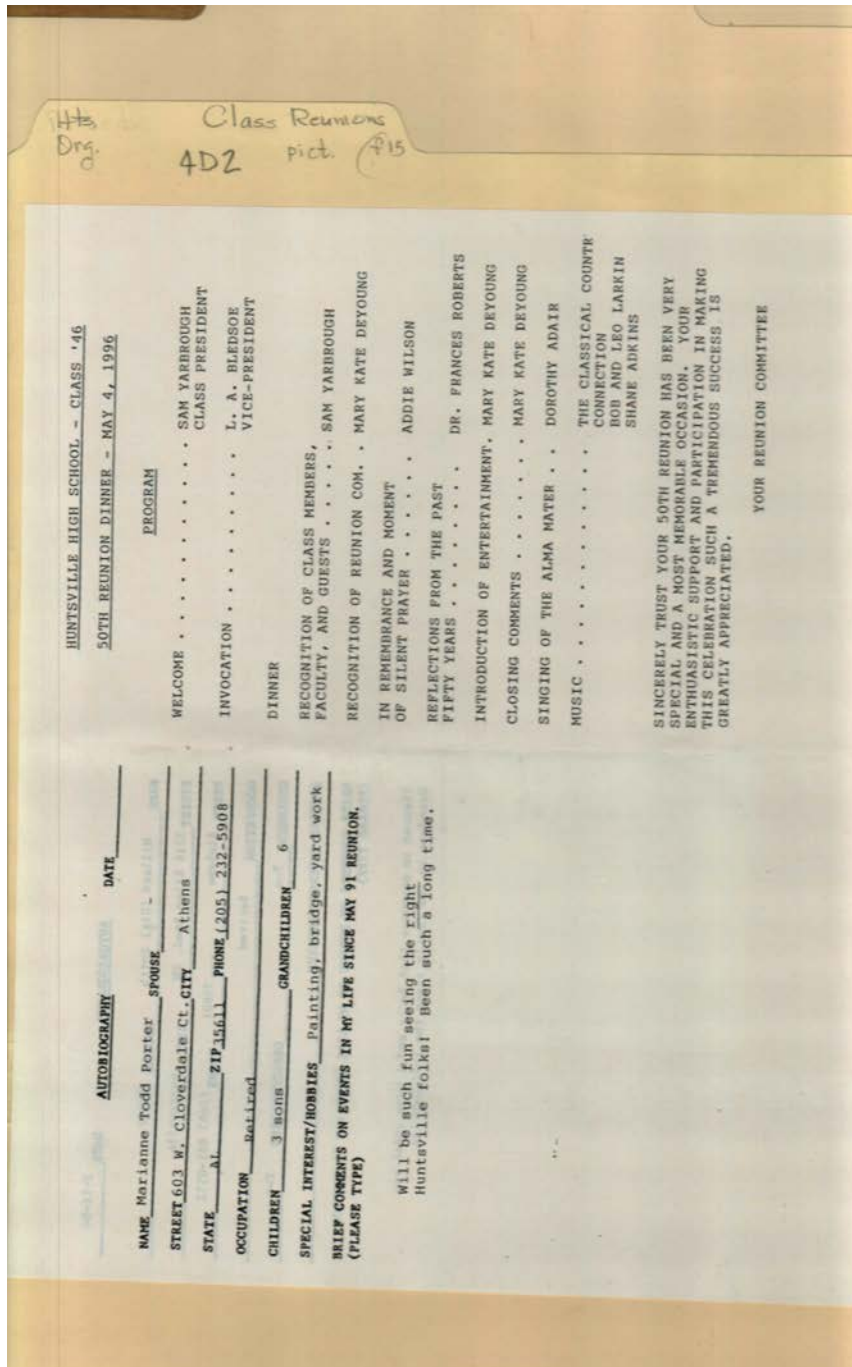 Hts. Class Reunions
Org. 4D2 pict. f15
AUTOBIOGRAPHY DATE
NAME Marianne Todd Porter SPOUSE -
STREET 603 W. Cloverdale Ct. CITY Athens
STATE AL ZIP 35611 PHONE (205) 232-5908
OCCUPATION Retired
CHILDREN 3 sons GRANDCHILDREN 6
SPECIAL INTEREST/HOBBIES Painting, bridge, yard work
BRIEF COMMENTS ON EVENTS IN MY LIFE SINCE MAY 91 REUNION.
(PLEASE TYPE)
Will be such fun seeing the right
Huntsville folks! Been such a long time.
HUNTSVILLE HIGH SCHOOL - CLASS '46
50TH REUNION DINNER - MAY 4, 1996
PROGRAM
WELCOME . . . . . . . . . . . SAM YARBROUGH
CLASS PRESIDENT
INVOCATION . . . . . . . . . . L. A. BLEDSOE
VICE-PRESIDENT
DINNER
RECOGNITION OF CLASS MEMBERS,
FACULTY, AND GUESTS . . . . . SAM YARBROUGH
RECOGNITION OF REUNION COM. . MARY KATE DEYOUNG
IN REMEMBRANCE AND MOMENT
OF SILENT PRAYER . . . . . . ADDIE WILSON
REFLECTIONS FROM THE PAST
FIFTY YEARS . . . . . . . . DR. FRANCES ROBERTS
INTRODUCTION OF ENTERTAINMENT. MARY KATE DEYOUNG
CLOSING COMMENTS . . . . . . . MARY KATE DEYOUNG
SINGING OF THE ALMA MATER . . DOROTHY ADAIR
MUSIC . . . . . . . . . . . . THE CLASSICAL COUNTR
CONNECTION
BOB AND LEO LARKIN
SHANE ADKINS
SINCERELY TRUST YOUR 50TH REUNION HAS BEEN VERY
SPECIAL AND A MOST MEMORABLE OCCASION. YOUR
ENTHUASISTIC SUPPORT AND PARTICIPATION IN MAKING
THIS CELEBRATION SUCH A TREMENDOUS SUCCESS IS
GREATLY APPRECIATED.
YOUR REUNION COMMITTEE